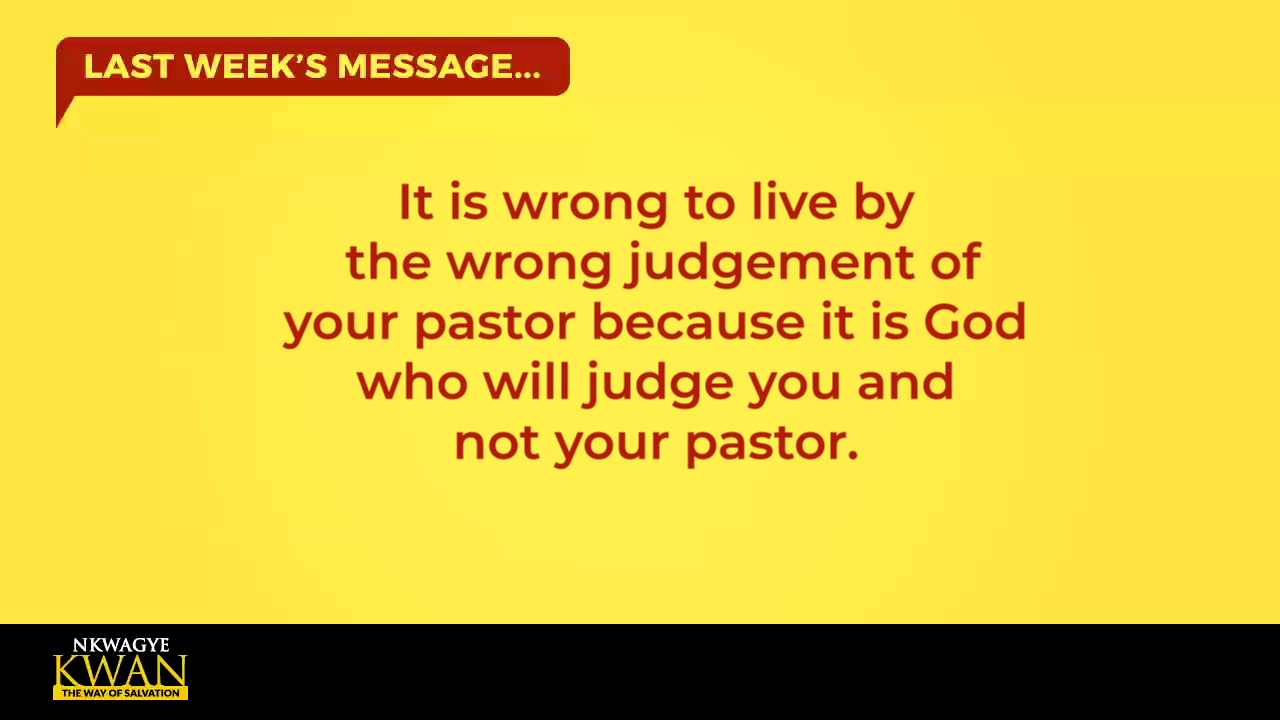 LAST WEEK'S MESSAGE...
It is wrong to live by
the wrong judgement of
your pastor because it is God
who will judge you and
not your pastor.
NKWAGYE
KWAN
THE WAY OF SALVATION